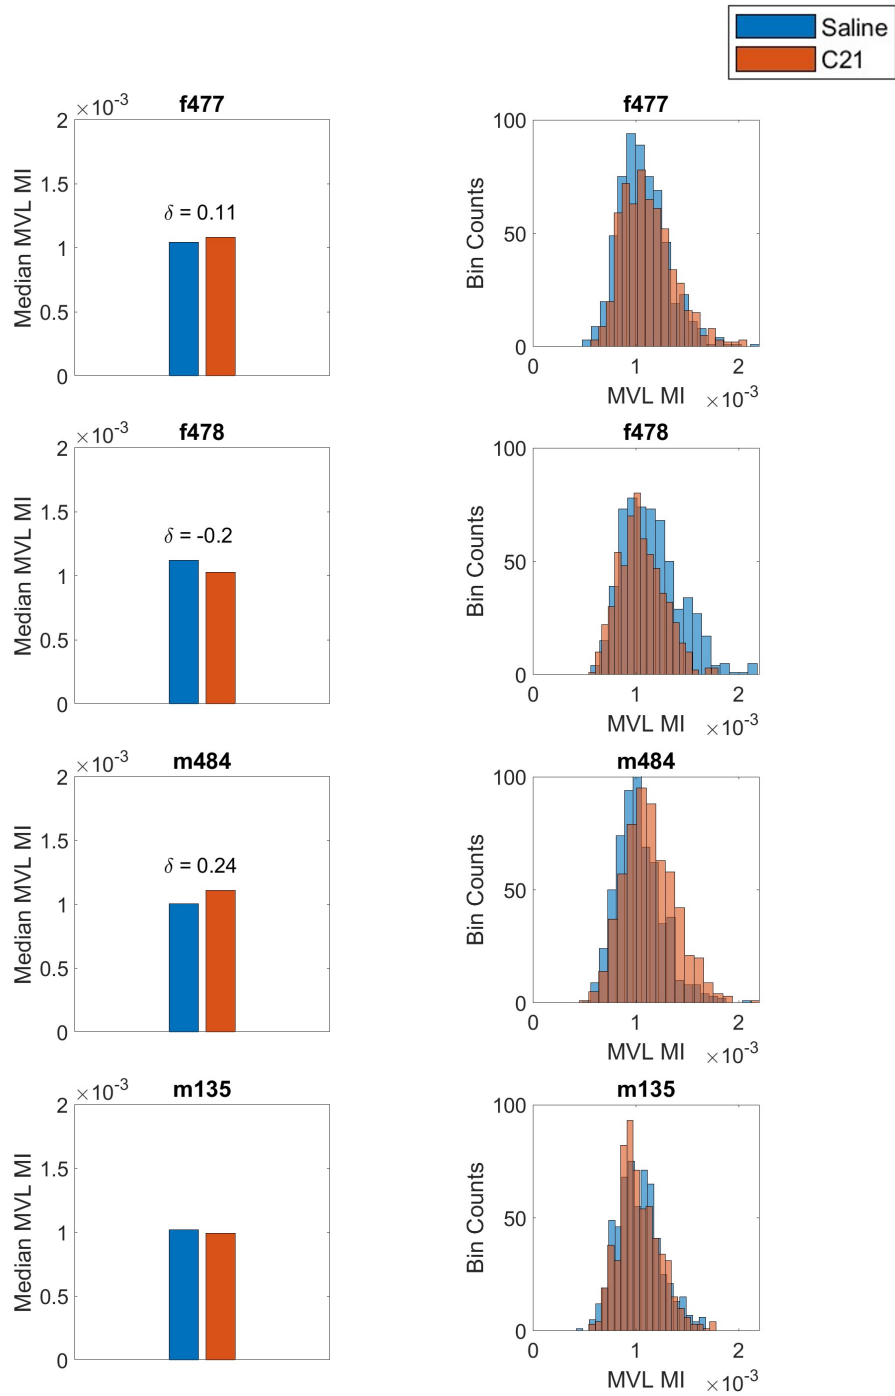 Saline
C21
f477
×10-3
2
1.5
1
0.5
0
Median MVL MI
δ = 0.11
f477
100
50
0
Bin Counts
0
1
2
MVL MI
×10-3
f478
×10-3
2
1.5
1
0.5
0
Median MVL MI
δ = -0.2
f478
100
50
0
Bin Counts
0
1
2
MVL MI
×10-3
m484
×10-3
2
1.5
1
0.5
0
Median MVL MI
δ = 0.24
m484
100
50
0
Bin Counts
0
1
2
MVL MI
×10-3
m135
×10-3
2
1.5
1
0.5
0
Median MVL MI
m135
100
50
0
Bin Counts
0
1
2
MVL MI
×10-3